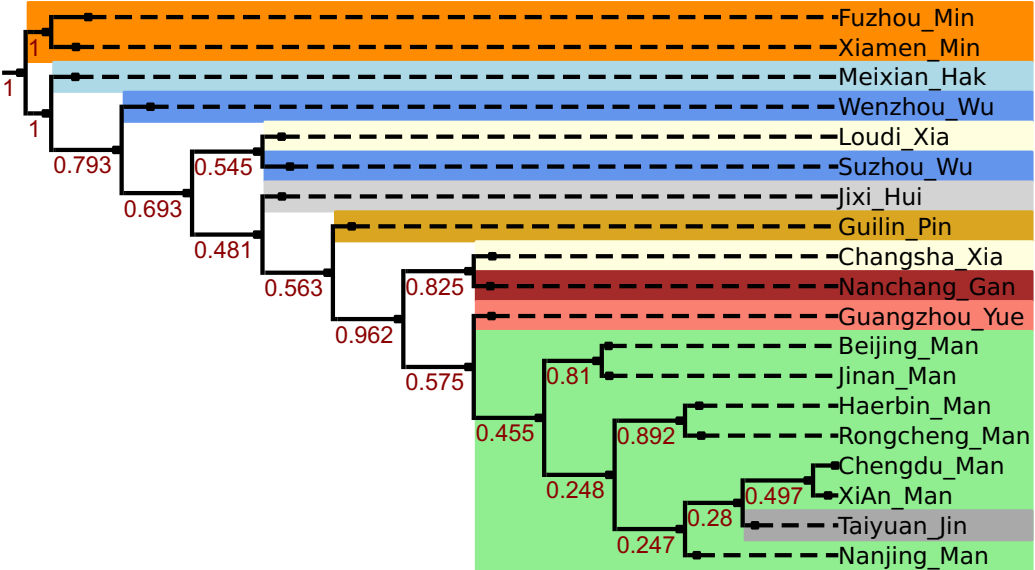 Fuzhou_Min
1
Xiamen_Min
Meixian_Hak
1
1
Wenzhou_Wu
Loudi_Xia
0.793
0.545
Suzhou_Wu
Jixi_Hui
0.693
Guilin_Pin
0.481
Changsha_Xia
0.563
0.825
Nanchang_Gan
Guangzhou_Yue
0.962
Beijing_Man
0.81
Jinan_Man
0.575
Haerbin_Man
0.455
0.892
Rongcheng_Man
Chengdu_Man
0.248
0.497
XiAn_Man
0.28
Taiyuan_Jin
0.247
Nanjing_Man